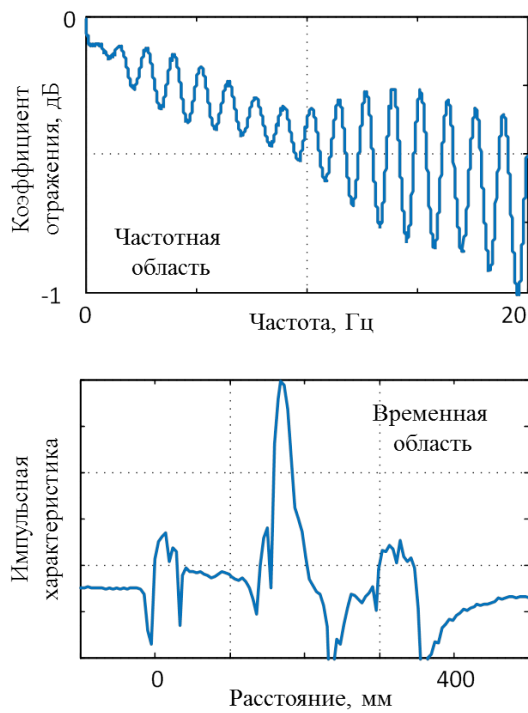 0
Коэффициент
отражения, дБ
Частотная
область
-1
0
20
Частота, Гц
Временная
область
Импульсная
характеристика
0
400
Расстояние, мм